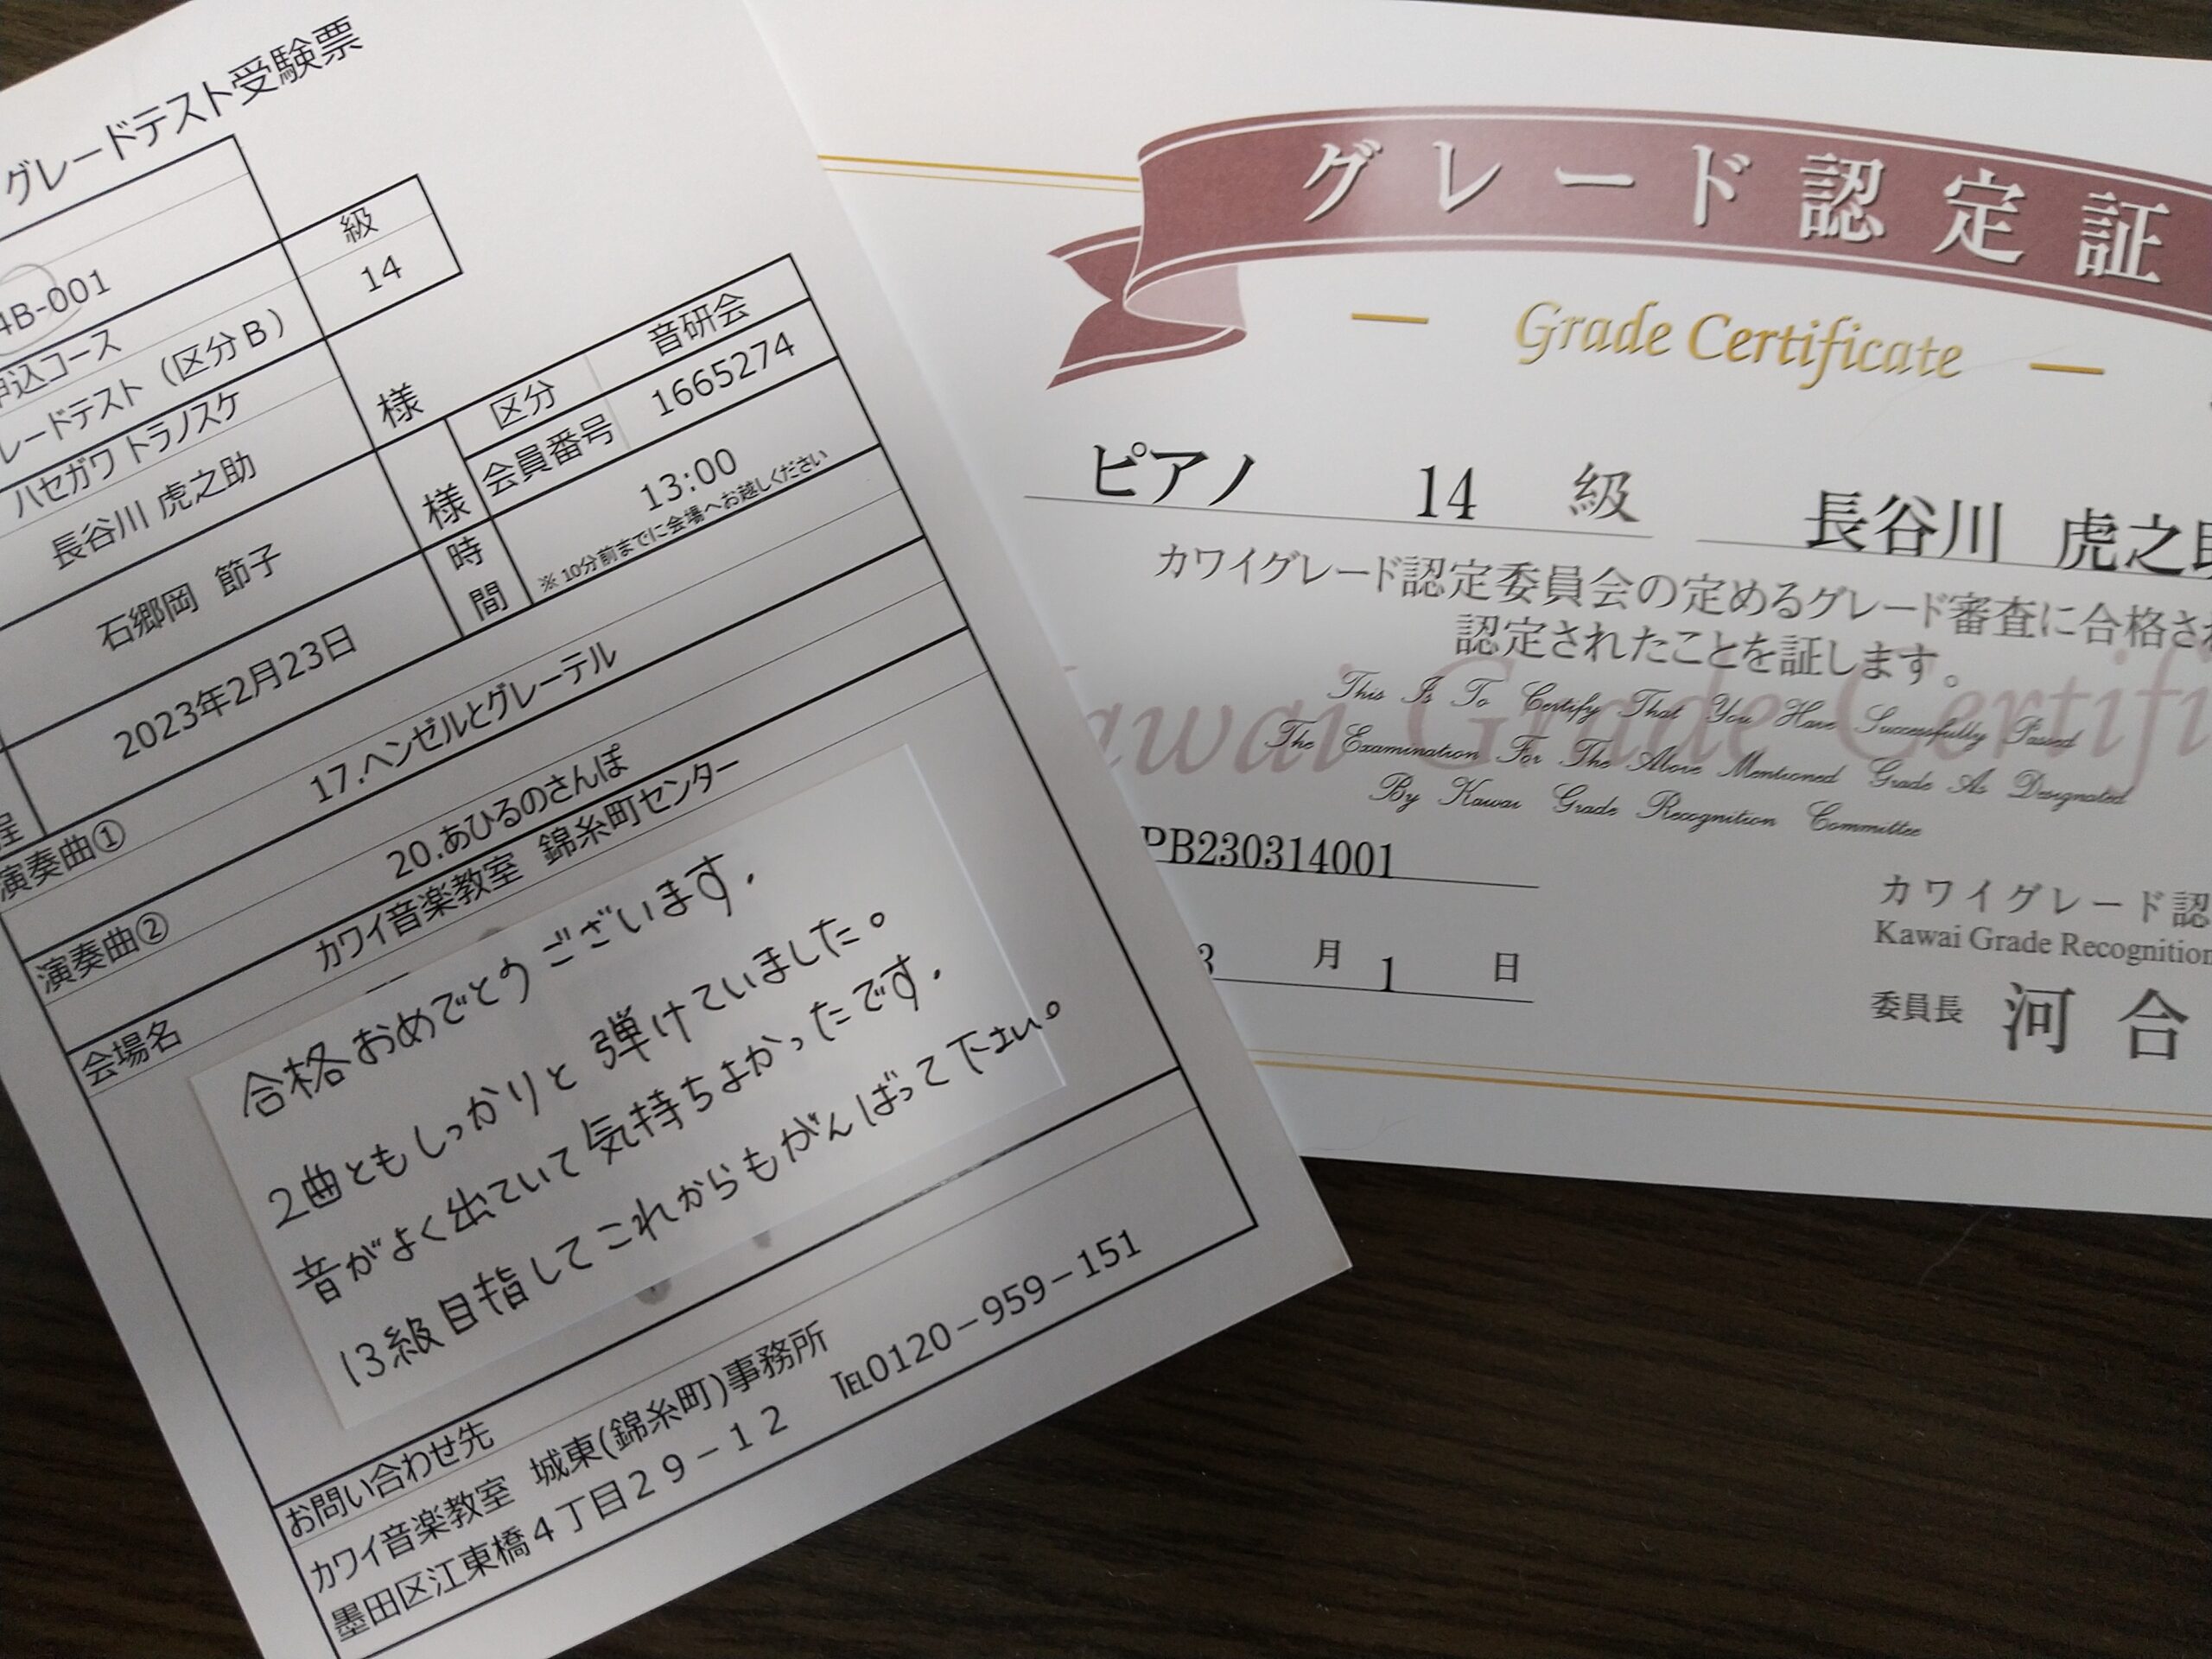 グレードテスト受験票
4B-001
級
14
申込コース
レードテスト（区分B）
ハセガワ トラノスケ
長谷川 虎之助
様
区分
音研会
会員番号
1665274
石郷岡 節子
様
2023年2月23日
時間
13:00
※10分前までに会場へお越しください
演奏曲①
17.ヘンゼルとグレーテル
演奏曲②
20.あひるのさんぽ
会場名
カワイ音楽教室 錦糸町センター
合格おめでとうございます.
2曲ともしっかりと弾けていました。
音がよく出ていて気持ちよかったです.
13級目指してこれからもがんばって下さい。
お問い合わせ先
カワイ音楽教室 城東(錦糸町)事務所
墨田区江東橋４丁目２９－１２ TEL0120－959－151
グレード認定証
Grade Certificate
ピアノ 14 級 長谷川 虎之助
カワイグレード認定委員会の定めるグレード審査に合格され
認定されたことを証します。
This Is To Certify That You Have Successfully Passed
The Examination For The Above Mentioned Grade As Designated
By Kawai Grade Recognition Committee
Kawai Grade Certifi
PB230314001
3 月 1 日
カワイグレード認
Kawai Grade Recognition
委員長 河合